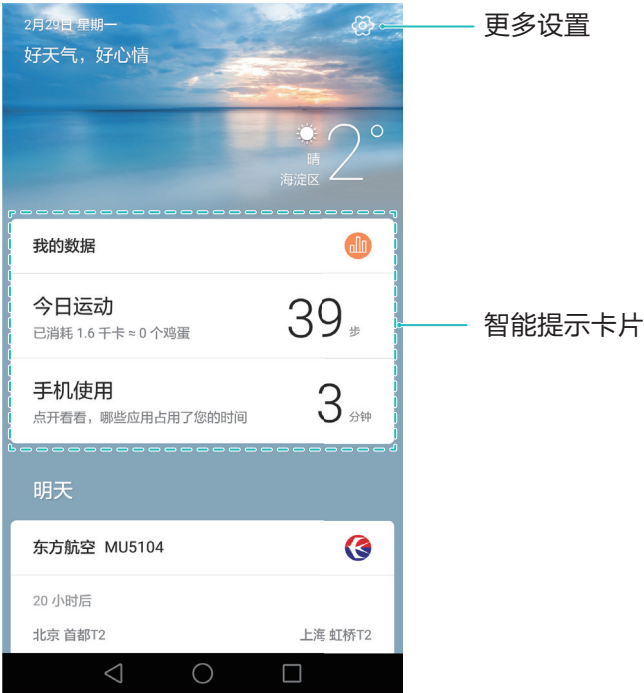 2月29日 星期一
更多设置
好天气，好心情
2°
晴
海淀区
我的数据
今日运动
已消耗 1.6 千卡 ≈ 0 个鸡蛋
39 步
智能提示卡片
手机使用
点开看看，哪些应用占用了您的时间
3 分钟
明天
东方航空 MU5104
20 小时后
北京 首都T2
上海 虹桥T2